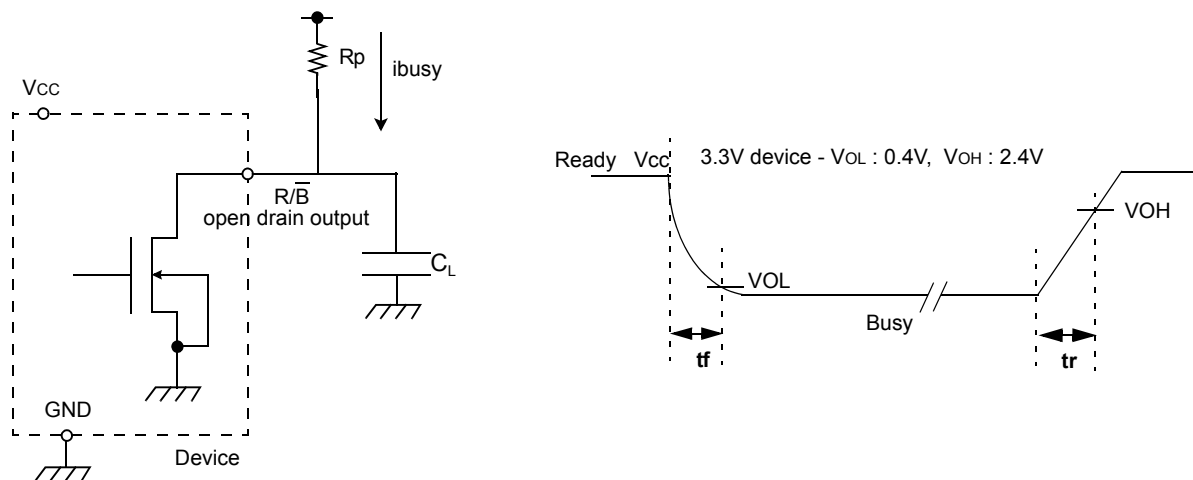 Rp
ibusy
VCC
R/B̅
open drain output
CL
GND
Device
Ready Vcc
3.3V device - VOL : 0.4V, VOH : 2.4V
VOH
VOL
Busy
tf
tr